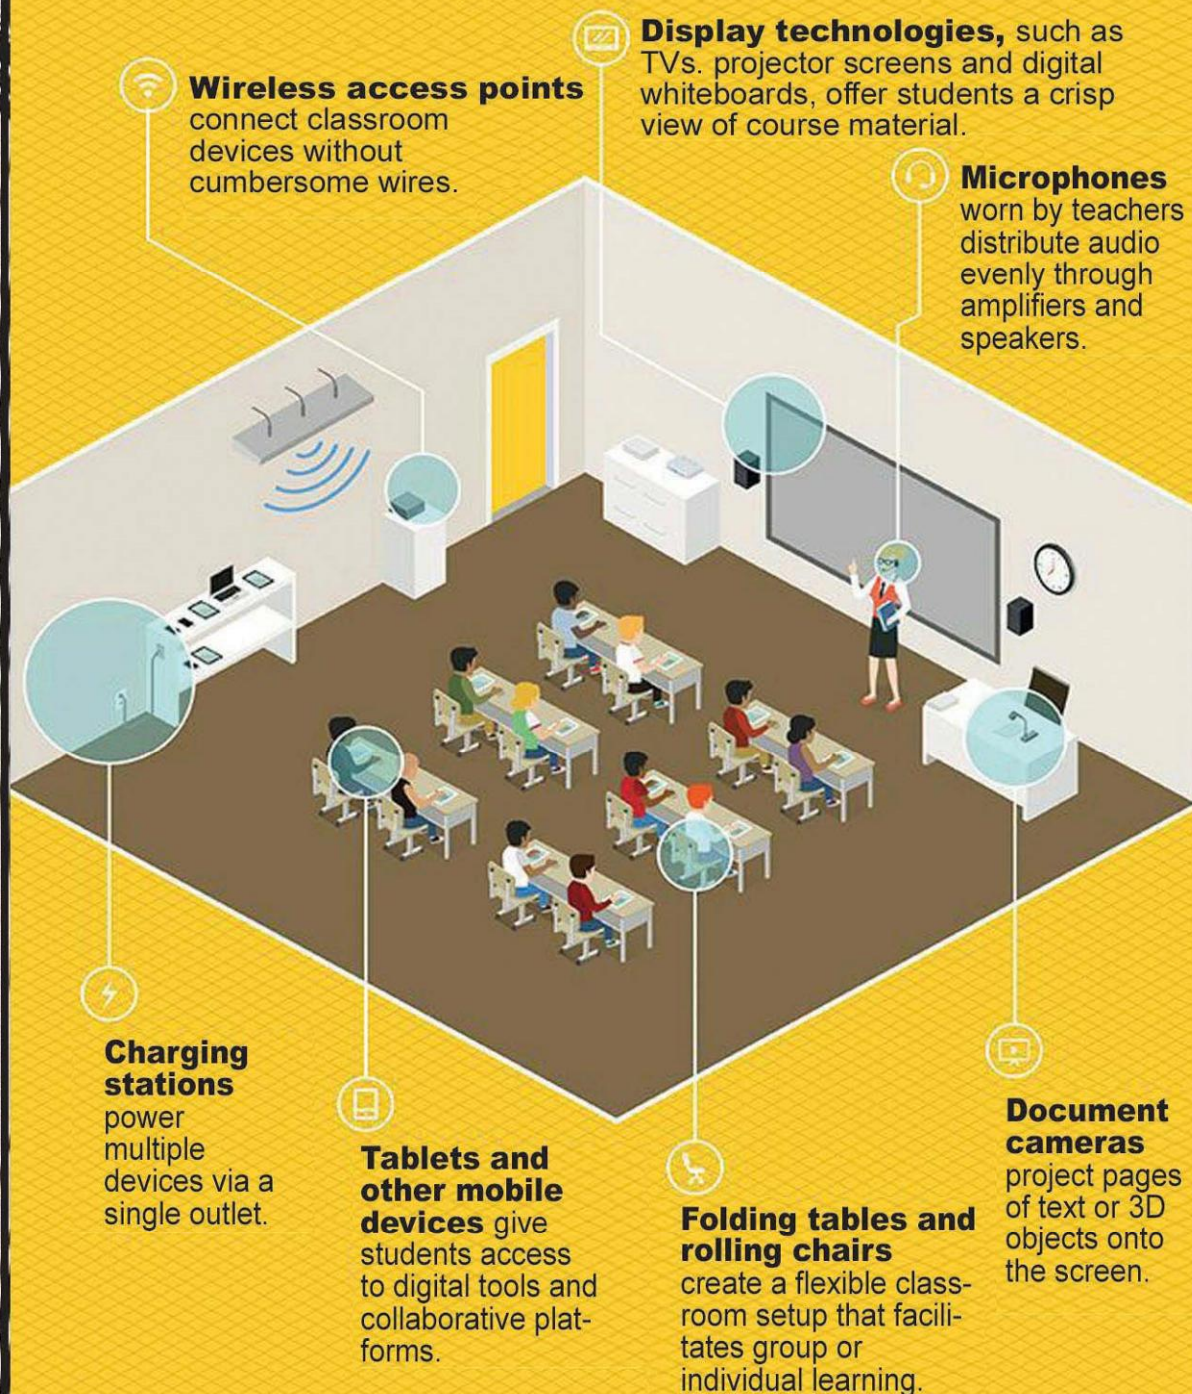 Display technologies, such as
TVs. projector screens and digital
whiteboards, offer students a crisp
view of course material.
Wireless access points
connect classroom
devices without
cumbersome wires.
Microphones
worn by teachers
distribute audio
evenly through
amplifiers and
speakers.
Charging
stations
power
multiple
devices via a
single outlet.
Tablets and
other mobile
devices give
students access
to digital tools and
collaborative plat-
forms.
Folding tables and
rolling chairs
create a flexible class-
room setup that facili-
tates group or
individual learning.
Document
cameras
project pages
of text or 3D
objects onto
the screen.